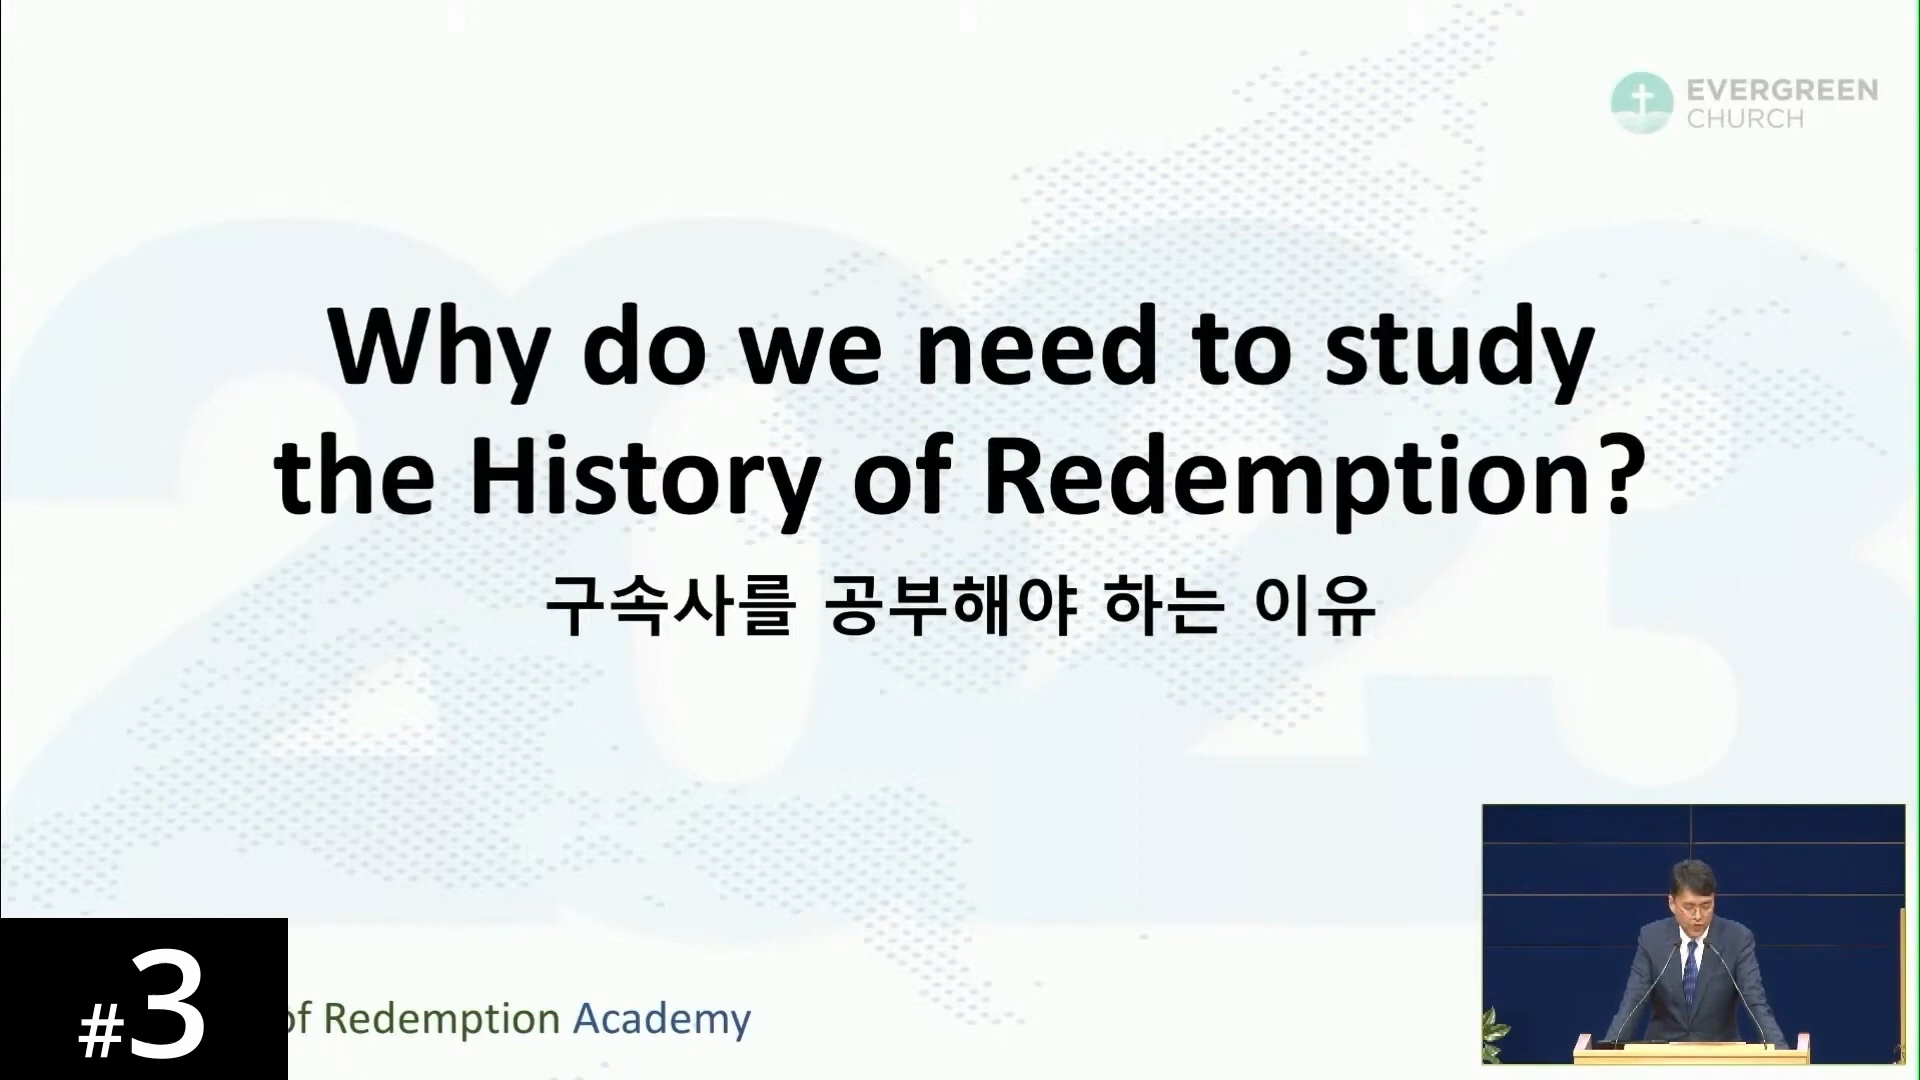 EVERGREEN
CHURCH
2023
Why do we need to study
the History of Redemption?
구속사를 공부해야 하는 이유
#3
of Redemption Academy